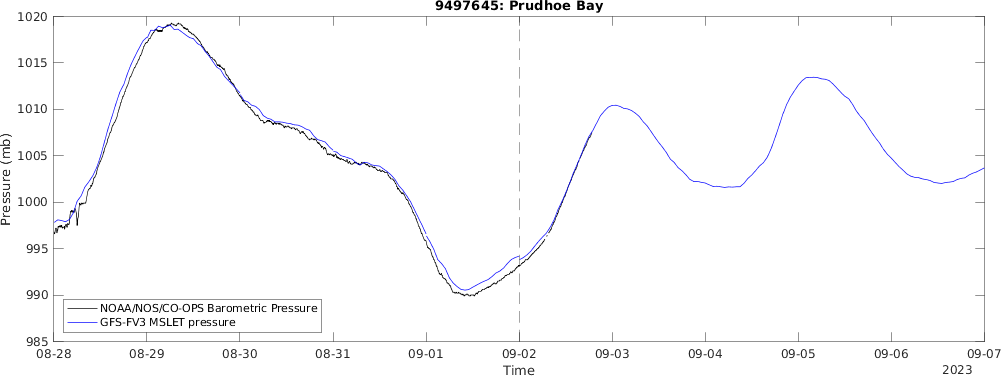 9497645: Prudhoe Bay
1020
1015
1010
1005
1000
995
990
985
Pressure (mb)
NOAA/NOS/CO-OPS Barometric Pressure
GFS-FV3 MSLET pressure
08-28 08-29 08-30 08-31 09-01 09-02 09-03 09-04 09-05 09-06 09-07
Time
2023